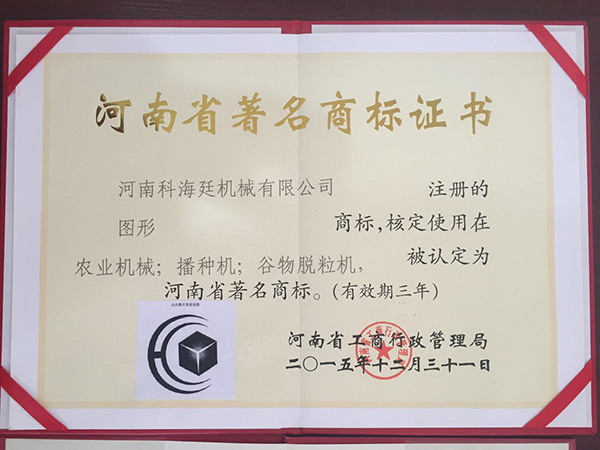 河南省著名商标证书
河南科海廷机械有限公司 注册的
图形 商标,核定使用在
农业机械;播种机;谷物脱粒机, 被认定为
河南省著名商标。(有效期三年)
河南省工商行政管理局
二〇一五年十二月三十一日